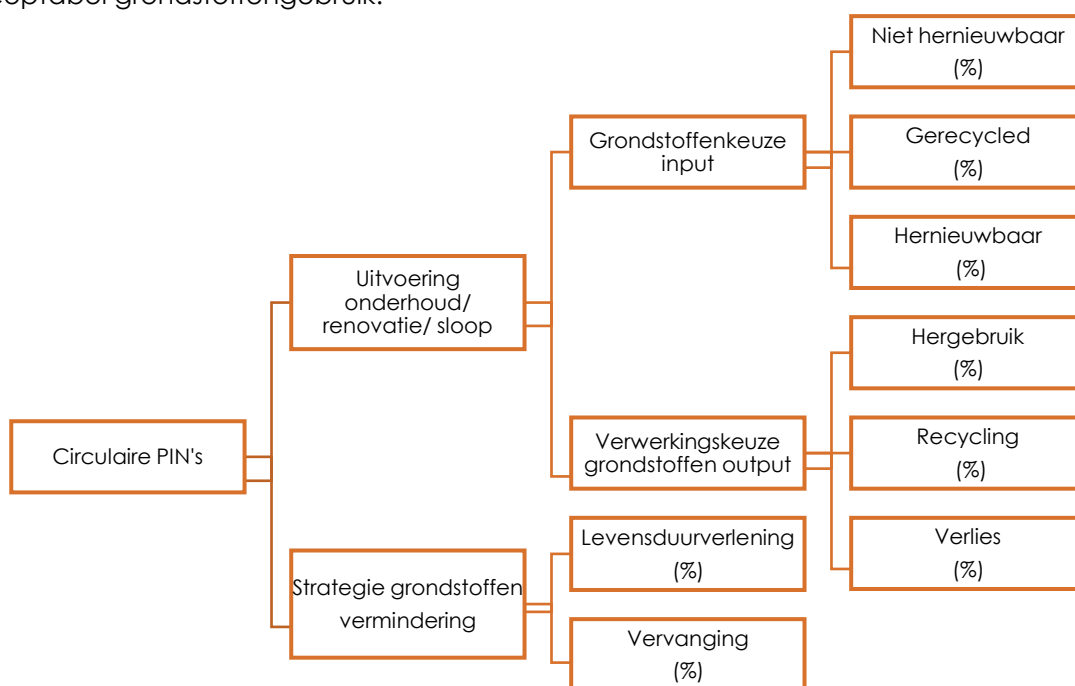 grondstoffengebruik.
Niet hernieuwbaar
(%)
Grondstoffenkeuze
input
Gerecycled
(%)
Hernieuwbaar
(%)
Uitvoering
onderhoud/
renovatie/ sloop
Hergebruik
(%)
Circulaire PIN's
Verwerkingskeuze
grondstoffen output
Recycling
(%)
Strategie grondstoffen
vermindering
Levensduurverlening
(%)
Verlies
(%)
Vervanging
(%)